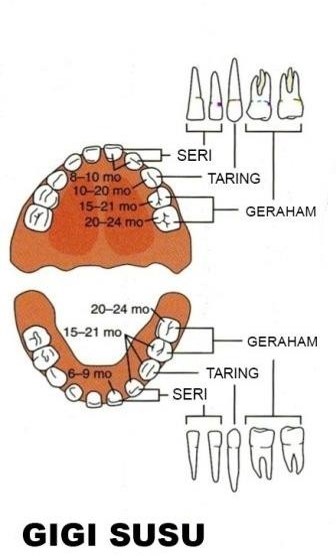 SERI
8–10 mo
TARING
10–20 mo
15–21 mo
GERAHAM
20–24 mo
20–24 mo
15–21 mo
GERAHAM
TARING
6–9 mo
SERI
GIGI SUSU